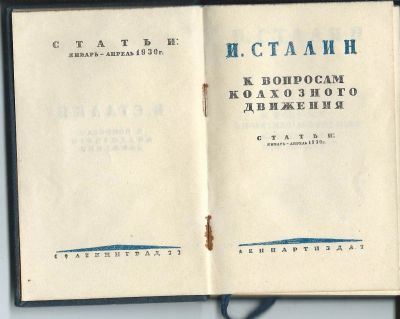 СТАТЬИ:
ЯНВАРЬ - АПРЕЛЬ 1930 г.
ЛЕНИНГРАД
И. СТАЛИН
К ВОПРОСАМ
КОЛХОЗНОГО
ДВИЖЕНИЯ
СТАТЬИ:
ЯНВАРЬ - АПРЕЛЬ 1930 г.
ЛЕНПАРТИЗДАТ